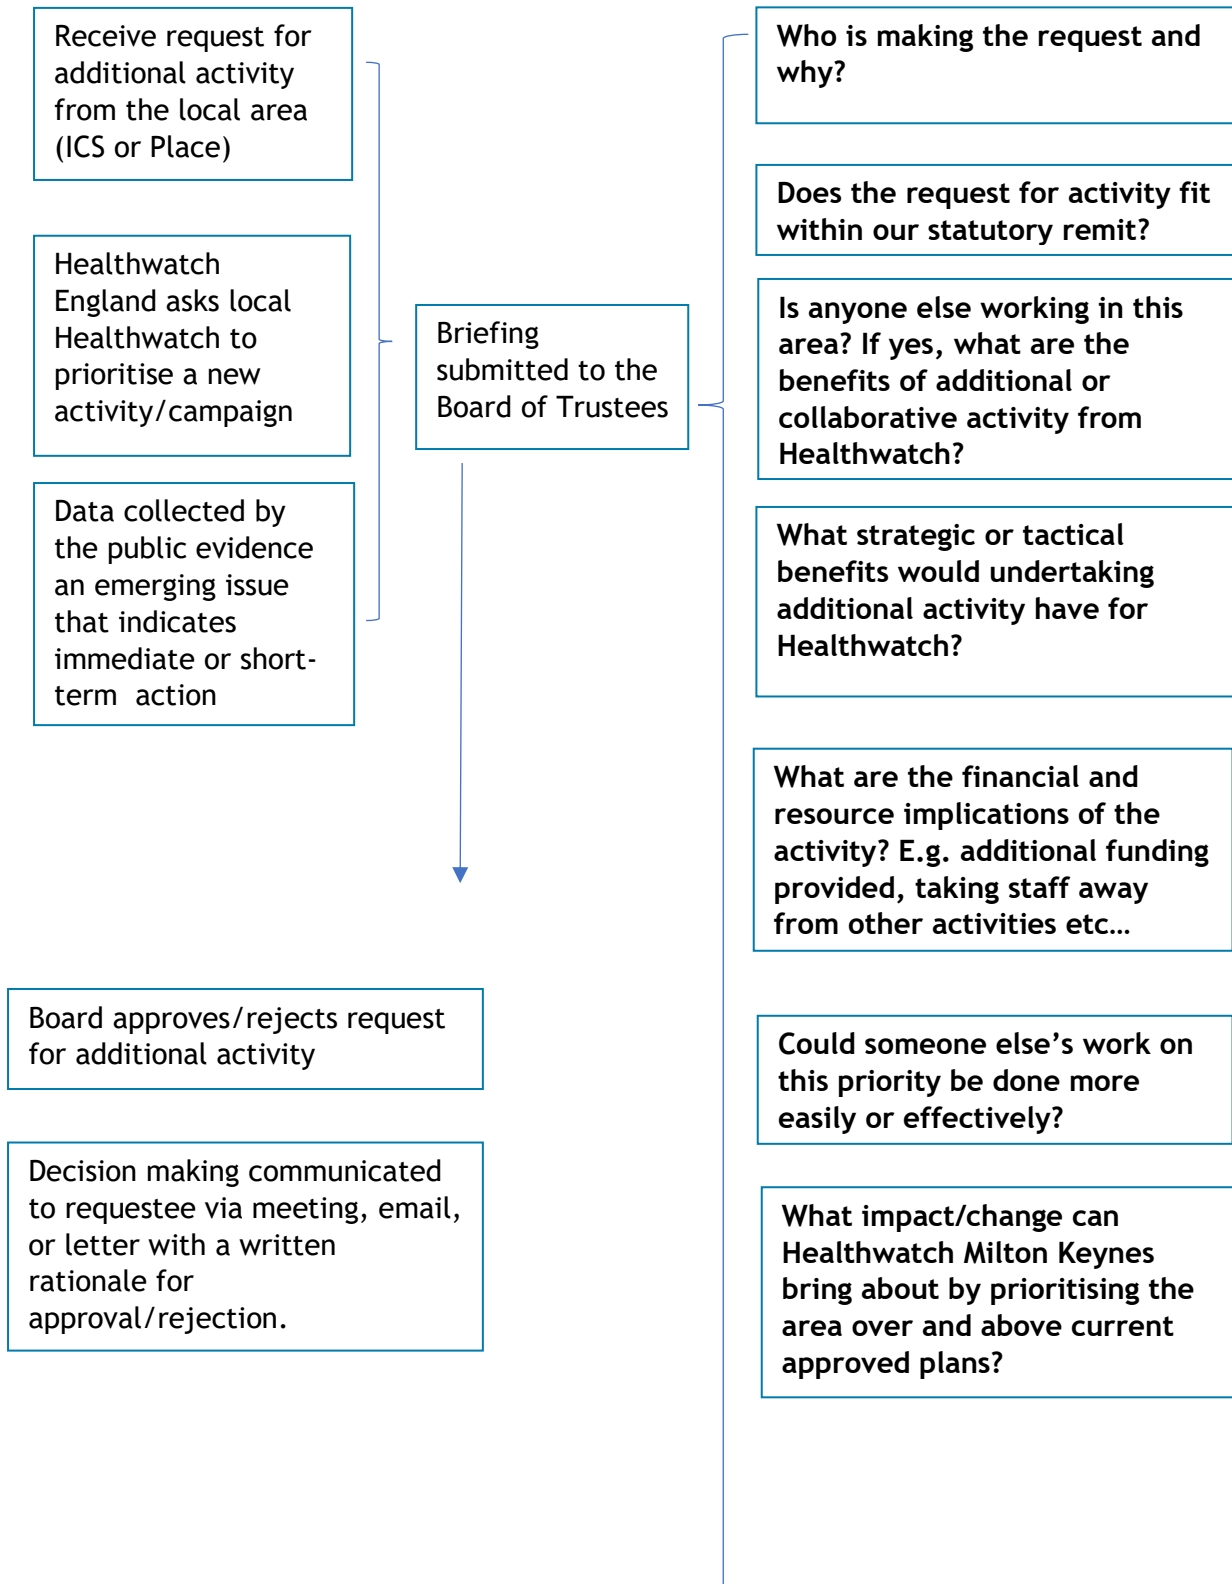 Receive request for
additional activity
from the local area
(ICS or Place)
Healthwatch
England asks local
Healthwatch to
prioritise a new
activity/campaign
Data collected by
the public evidence
an emerging issue
that indicates
immediate or short-
term action
Briefing
submitted to the
Board of Trustees
Board approves/rejects request
for additional activity
Decision making communicated
to requestee via meeting, email,
or letter with a written
rationale for
approval/rejection.
Who is making the request and
why?
Does the request for activity fit
within our statutory remit?
Is anyone else working in this
area? If yes, what are the
benefits of additional or
collaborative activity from
Healthwatch?
What strategic or tactical
benefits would undertaking
additional activity have for
Healthwatch?
What are the financial and
resource implications of the
activity? E.g. additional funding
provided, taking staff away
from other activities etc…
Could someone else’s work on
this priority be done more
easily or effectively?
What impact/change can
Healthwatch Milton Keynes
bring about by prioritising the
area over and above current
approved plans?